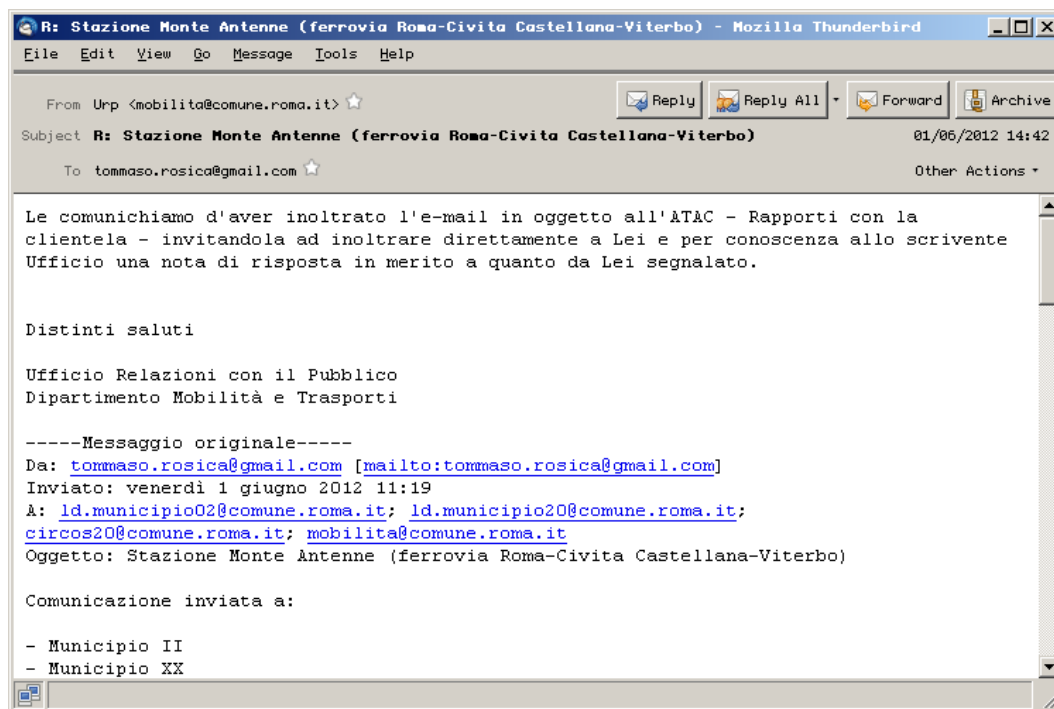 R: Stazione Monte Antenne (ferrovia Roma-Civita Castellana-Viterbo) - Mozilla Thunderbird
File Edit View Go Message Tools Help
From Urp <mobilita@comune.roma.it> Reply Reply All Forward Archive
Subject R: Stazione Monte Antenne (ferrovia Roma-Civita Castellana-Viterbo) 01/06/2012 14:42
To tommaso.rosica@gmail.com Other Actions
Le comunichiamo d'aver inoltrato l'e-mail in oggetto all'ATAC - Rapporti con la
clientela - invitandola ad inoltrare direttamente a Lei e per conoscenza allo scrivente
Ufficio una nota di risposta in merito a quanto da Lei segnalato.
Distinti saluti
Ufficio Relazioni con il Pubblico
Dipartimento Mobilità e Trasporti
-----Messaggio originale-----
Da: tommaso.rosica@gmail.com [mailto:tommaso.rosica@gmail.com]
Inviato: venerdì 1 giugno 2012 11:19
A: ld.municipio02@comune.roma.it; ld.municipio20@comune.roma.it;
circos20@comune.roma.it; mobilita@comune.roma.it
Oggetto: Stazione Monte Antenne (ferrovia Roma-Civita Castellana-Viterbo)
Comunicazione inviata a:
- Municipio II
- Municipio XX